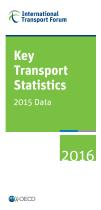 International
Transport Forum
Key
Transport
Statistics
2015 Data
2016
OECD